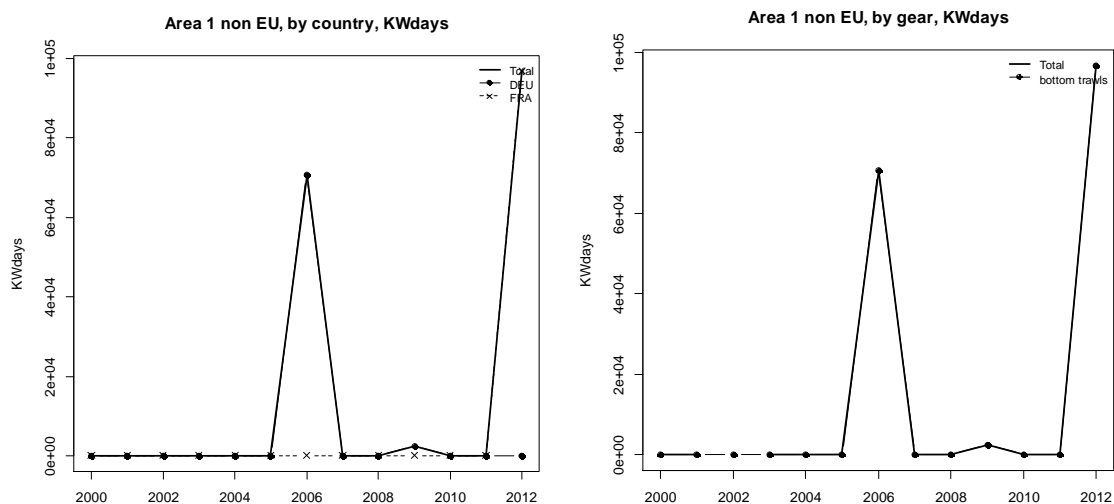 Area 1 non EU, by country, KWdays
KWdays
1e+05
8e+04
6e+04
4e+04
2e+04
0e+00
2000 2002 2004 2006 2008 2010 2012
Total
DEU
FRA
Area 1 non EU, by gear, KWdays
KWdays
1e+05
8e+04
6e+04
4e+04
2e+04
0e+00
2000 2002 2004 2006 2008 2010 2012
Total
bottom trawls